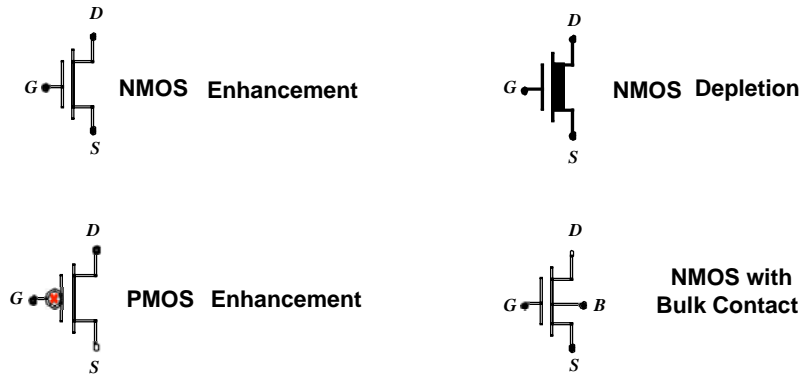 D
G
NMOS Enhancement
S
D
G
NMOS Depletion
S
D
G
PMOS Enhancement
S
D
G
B
S
NMOS with
Bulk Contact